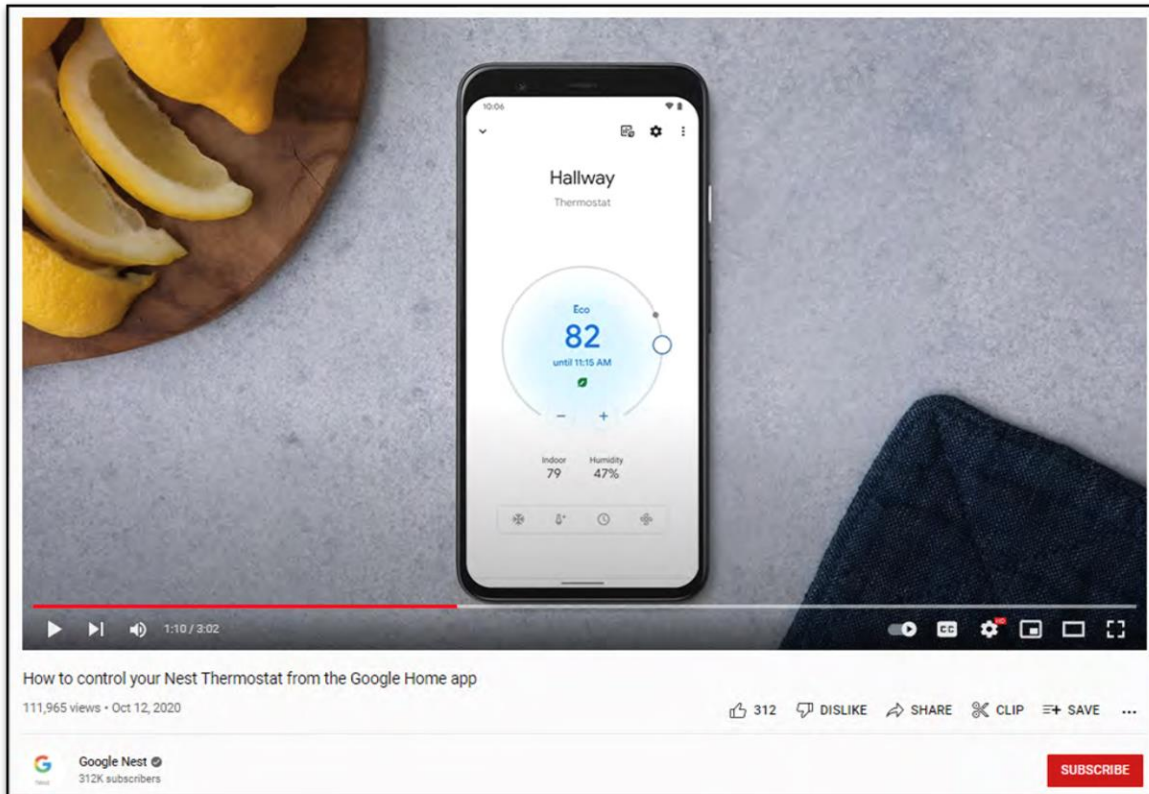 10:06
Hallway
Thermostat
Eco
82
until 11:15 AM
Indoor Humidity
79 47%
1:10 / 3:02
CC HD
How to control your Nest Thermostat from the Google Home app
111,965 views • Oct 12, 2020
312 DISLIKE SHARE CLIP SAVE ...
Google Nest
312K subscribers
SUBSCRIBE